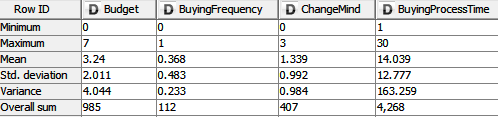 Row ID D Budget D BuyingFrequency D ChangeMind D BuyingProcessTime
Minimum 0 0 0 1
Maximum 7 1 3 30
Mean 3.24 0.368 1.339 14.039
Std. deviation 2.011 0.483 0.992 12.777
Variance 4.044 0.233 0.984 163.259
Overall sum 985 112 407 4,268